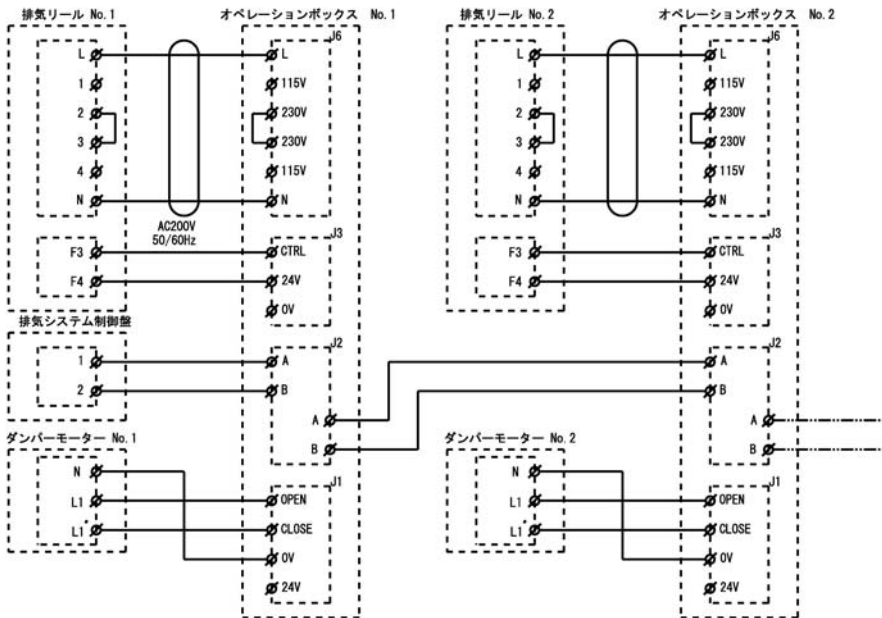 排気リール No.1
L
1
2
3
4
N
F3
F4
AC200V
50/60Hz
オペレーションボックス No.1
J6
L
115V
230V
230V
115V
N
J3
CTRL
24V
0V
排気システム制御盤
1
2
J2
A
B
A
B
ダンパーモーター No.1
N
L1
L1'
J1
OPEN
CLOSE
0V
24V
排気リール No.2
L
1
2
3
4
N
F3
F4
オペレーションボックス No.2
J6
L
115V
230V
230V
115V
N
J3
CTRL
24V
0V
J2
A
B
A
B
ダンパーモーター No.2
N
L1
L1'
J1
OPEN
CLOSE
0V
24V